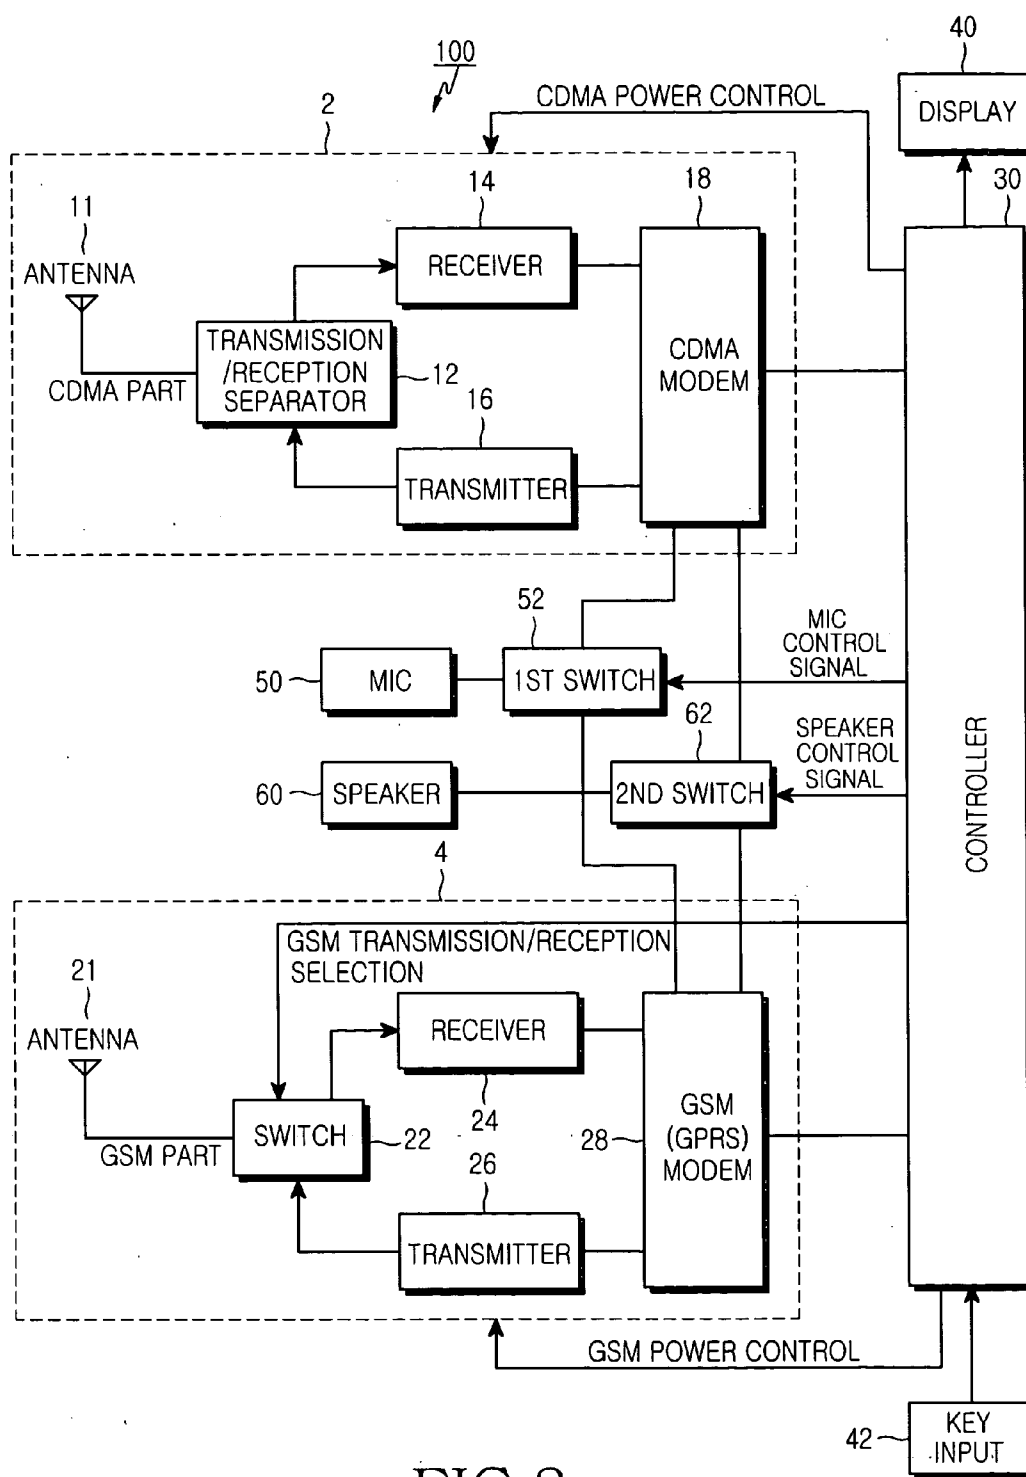 100
40
CDMA POWER CONTROL
DISPLAY
2
14
18
30
11
ANTENNA
RECEIVER
TRANSMISSION
/RECEPTION
SEPARATOR
12
CDMA PART
CDMA
MODEM
16
TRANSMITTER
52
MIC
CONTROL
SIGNAL
50
MIC
1ST SWITCH
62
SPEAKER
CONTROL
SIGNAL
60
SPEAKER
2ND SWITCH
CONTROLLER
4
GSM TRANSMISSION/RECEPTION
SELECTION
21
ANTENNA
RECEIVER
24
SWITCH
22
GSM PART
28
GSM
(GPRS)
MODEM
26
TRANSMITTER
GSM POWER CONTROL
42
KEY
INPUT